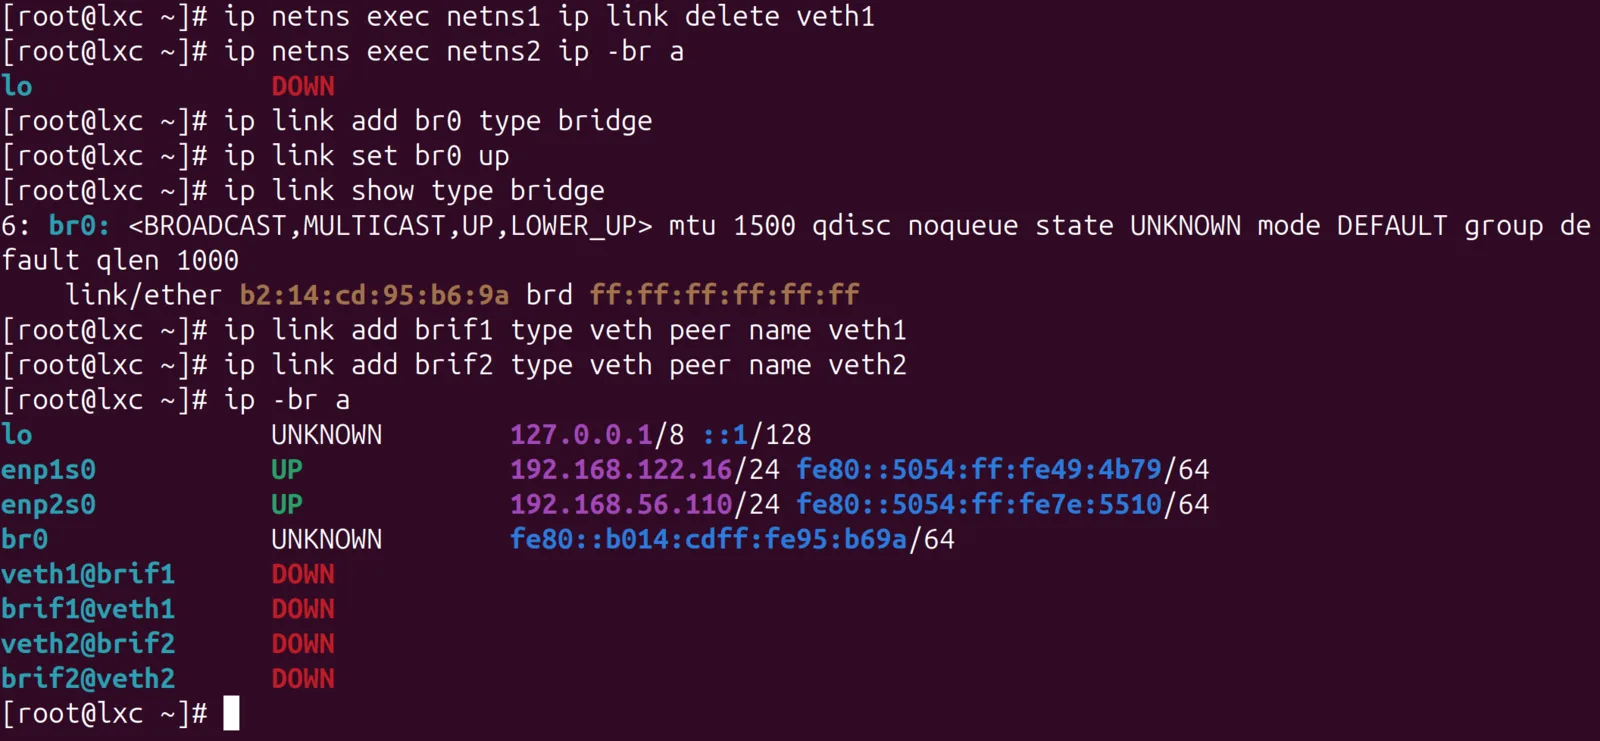 [root@lxc ~]# ip netns exec netns1 ip link delete veth1
[root@lxc ~]# ip netns exec netns2 ip -br a
lo               DOWN
[root@lxc ~]# ip link add br0 type bridge
[root@lxc ~]# ip link set br0 up
[root@lxc ~]# ip link show type bridge
6: br0: <BROADCAST,MULTICAST,UP,LOWER_UP> mtu 1500 qdisc noqueue state UNKNOWN mode DEFAULT group de
fault qlen 1000
    link/ether b2:14:cd:95:b6:9a brd ff:ff:ff:ff:ff:ff
[root@lxc ~]# ip link add brif1 type veth peer name veth1
[root@lxc ~]# ip link add brif2 type veth peer name veth2
[root@lxc ~]# ip -br a
lo               UNKNOWN        127.0.0.1/8 ::1/128
enp1s0           UP             192.168.122.16/24 fe80::5054:ff:fe49:4b79/64
enp2s0           UP             192.168.56.110/24 fe80::5054:ff:fe7e:5510/64
br0              UNKNOWN        fe80::b014:cdff:fe95:b69a/64
veth1@brif1      DOWN
brif1@veth1      DOWN
veth2@brif2      DOWN
brif2@veth2      DOWN
[root@lxc ~]#